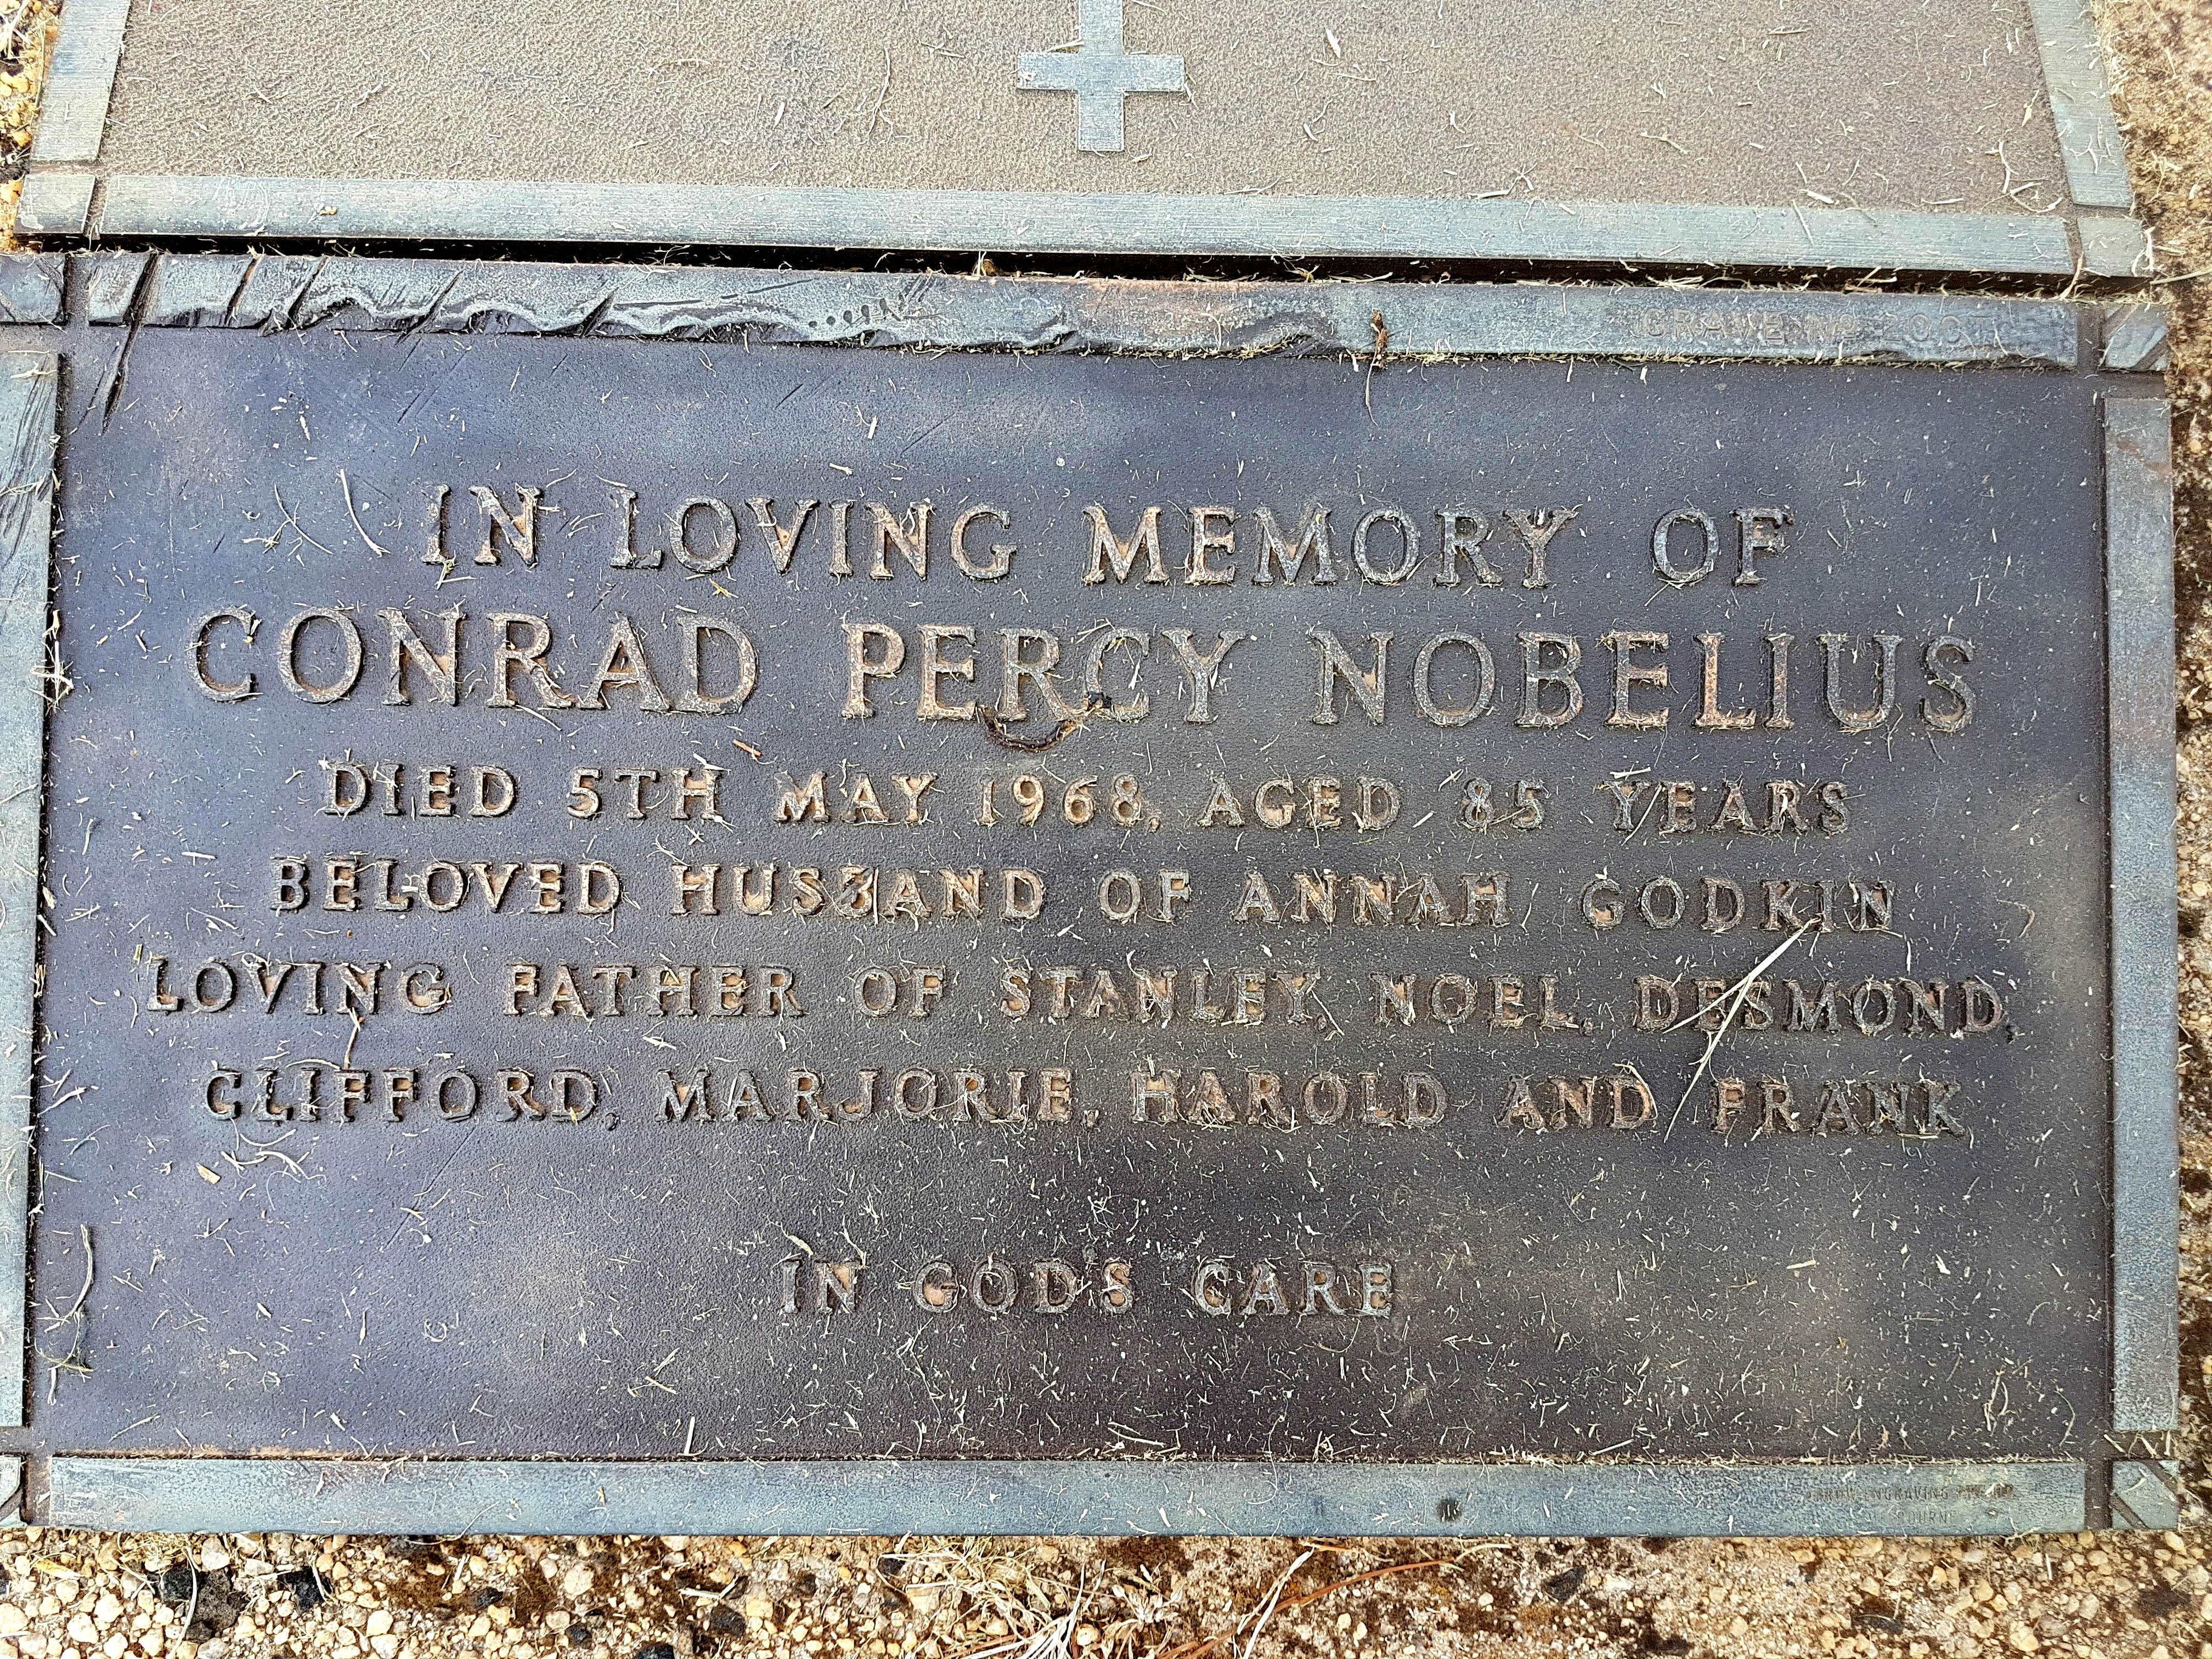 IN LOVING MEMORY OF
CONRAD PERCY NOBELIUS
DIED 5TH MAY 1968, AGED 85 YEARS
BELOVED HUSBAND OF ANNAH GODKIN
LOVING FATHER OF STANLEY, NOEL, DESMOND,
CLIFFORD, MARJORIE, HAROLD AND FRANK
IN GOD'S CARE